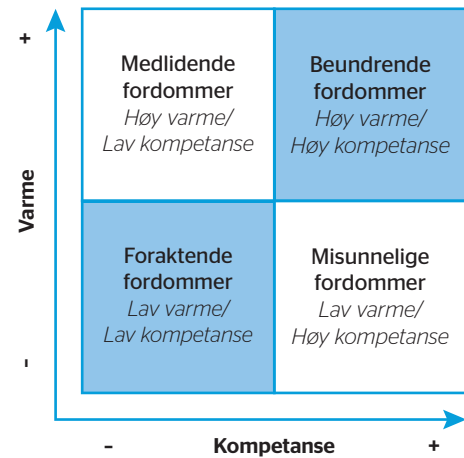 +
Varme
-
Medlidende
fordommer
Høy varme/
Lav kompetanse
Beundrende
fordommer
Høy varme/
Høy kompetanse
Foraktende
fordommer
Lav varme/
Lav kompetanse
Misunnelige
fordommer
Lav varme/
Høy kompetanse
- Kompetanse +